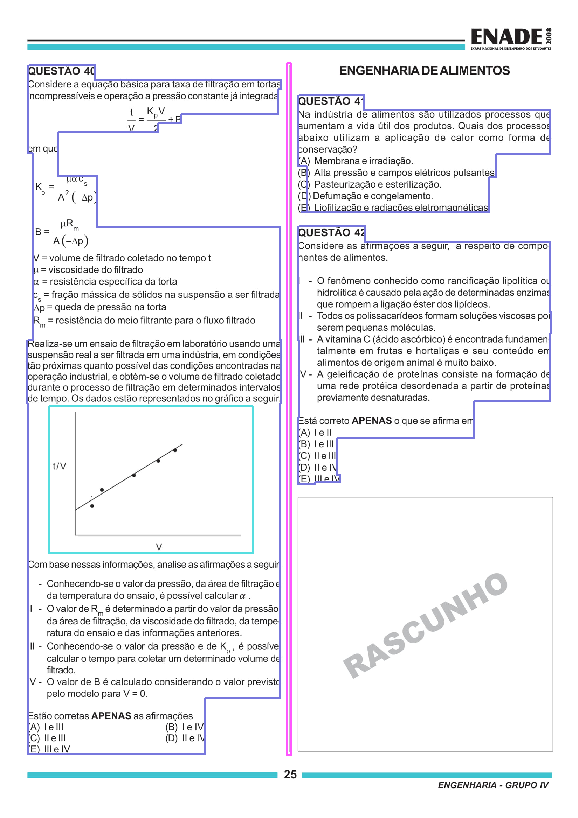 ENADE 2008
EXAME NACIONAL DE DESEMPENHO DOS ESTUDANTES
QUESTÃO 40
Considere a equação básica para taxa de filtração em tortas
incompressíveis e operação a pressão constante já integrada
t/V = K_p V/2 + B
em que
K_p = μαc_s / A² (−Δp)
B = μR_m / A (−Δp)
V = volume de filtrado coletado no tempo t
μ = viscosidade do filtrado
α = resistência específica da torta
c_s = fração mássica de sólidos na suspensão a ser filtrada
Δp = queda de pressão na torta
R_m = resistência do meio filtrante para o fluxo filtrado
Realiza-se um ensaio de filtração em laboratório usando uma
suspensão real a ser filtrada em uma indústria, em condições
tão próximas quanto possível das condições encontradas na
operação industrial, e obtém-se o volume de filtrado coletado
durante o processo de filtração em determinados intervalos
de tempo. Os dados estão representados no gráfico a seguir.
t/V
V
Com base nessas informações, analise as afirmações a seguir.
I - Conhecendo-se o valor da pressão, da área de filtração e
da temperatura do ensaio, é possível calcular α .
II - O valor de R_m é determinado a partir do valor da pressão,
da área de filtração, da viscosidade do filtrado, da tempe-
ratura do ensaio e das informações anteriores.
III - Conhecendo-se o valor da pressão e de K_p , é possível
calcular o tempo para coletar um determinado volume de
filtrado.
IV - O valor de B é calculado considerando o valor previsto
pelo modelo para V = 0.
Estão corretas APENAS as afirmações
(A) I e III (B) I e IV
(C) II e III (D) II e IV
(E) III e IV
ENGENHARIA DE ALIMENTOS
QUESTÃO 41
Na indústria de alimentos são utilizados processos que
aumentam a vida útil dos produtos. Quais dos processos
abaixo utilizam a aplicação de calor como forma de
conservação?
(A) Membrana e irradiação.
(B) Alta pressão e campos elétricos pulsantes.
(C) Pasteurização e esterilização.
(D) Defumação e congelamento.
(E) Liofilização e radiações eletromagnéticas.
QUESTÃO 42
Considere as afirmações a seguir, a respeito de compo-
nentes de alimentos.
I - O fenômeno conhecido como rancificação lipolítica ou
hidrolítica é causado pela ação de determinadas enzimas
que rompem a ligação éster dos lipídeos.
II - Todos os polissacarídeos formam soluções viscosas por
serem pequenas moléculas.
III - A vitamina C (ácido ascórbico) é encontrada fundamen-
talmente em frutas e hortaliças e seu conteúdo em
alimentos de origem animal é muito baixo.
IV - A geleificação de proteínas consiste na formação de
uma rede protéica desordenada a partir de proteínas
previamente desnaturadas.
Está correto APENAS o que se afirma em
(A) I e II
(B) I e III
(C) II e III
(D) II e IV
(E) III e IV
RASCUNHO
25
ENGENHARIA - GRUPO IV